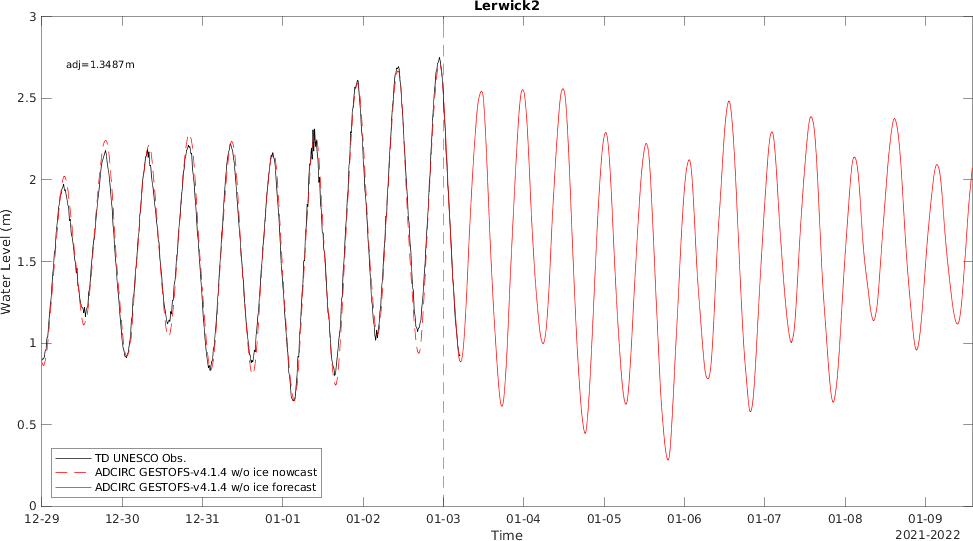 Lerwick2
adj=1.3487m
3
2.5
2
1.5
1
0.5
0
Water Level (m)
TD UNESCO Obs.
ADCIRC GESTOFS-v4.1.4 w/o ice nowcast
ADCIRC GESTOFS-v4.1.4 w/o ice forecast
12-29 12-30 12-31 01-01 01-02 01-03 01-04 01-05 01-06 01-07 01-08 01-09
Time
2021-2022